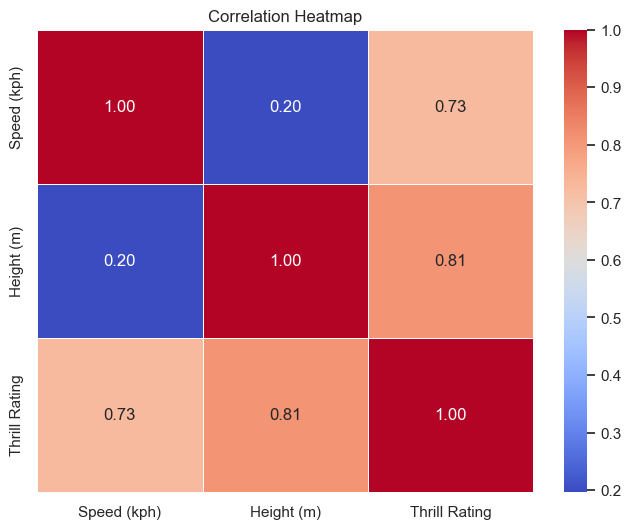 Correlation Heatmap
Speed (kph)
1.00 0.20 0.73
Height (m)
0.20 1.00 0.81
Thrill Rating
0.73 0.81 1.00
Speed (kph) Height (m) Thrill Rating
1.0
0.9
0.8
0.7
0.6
0.5
0.4
0.3
0.2